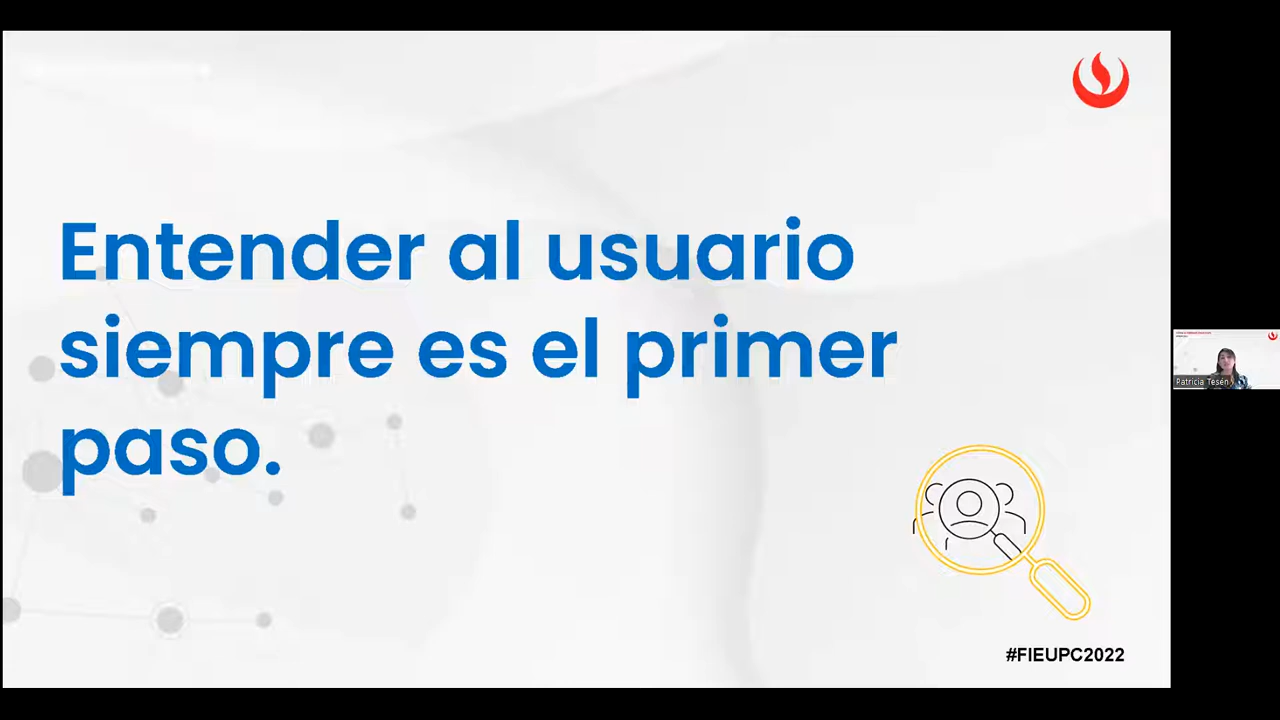 Entender al usuario
siempre es el primer
paso.
#FIEUPC2022
Patricia Tesén